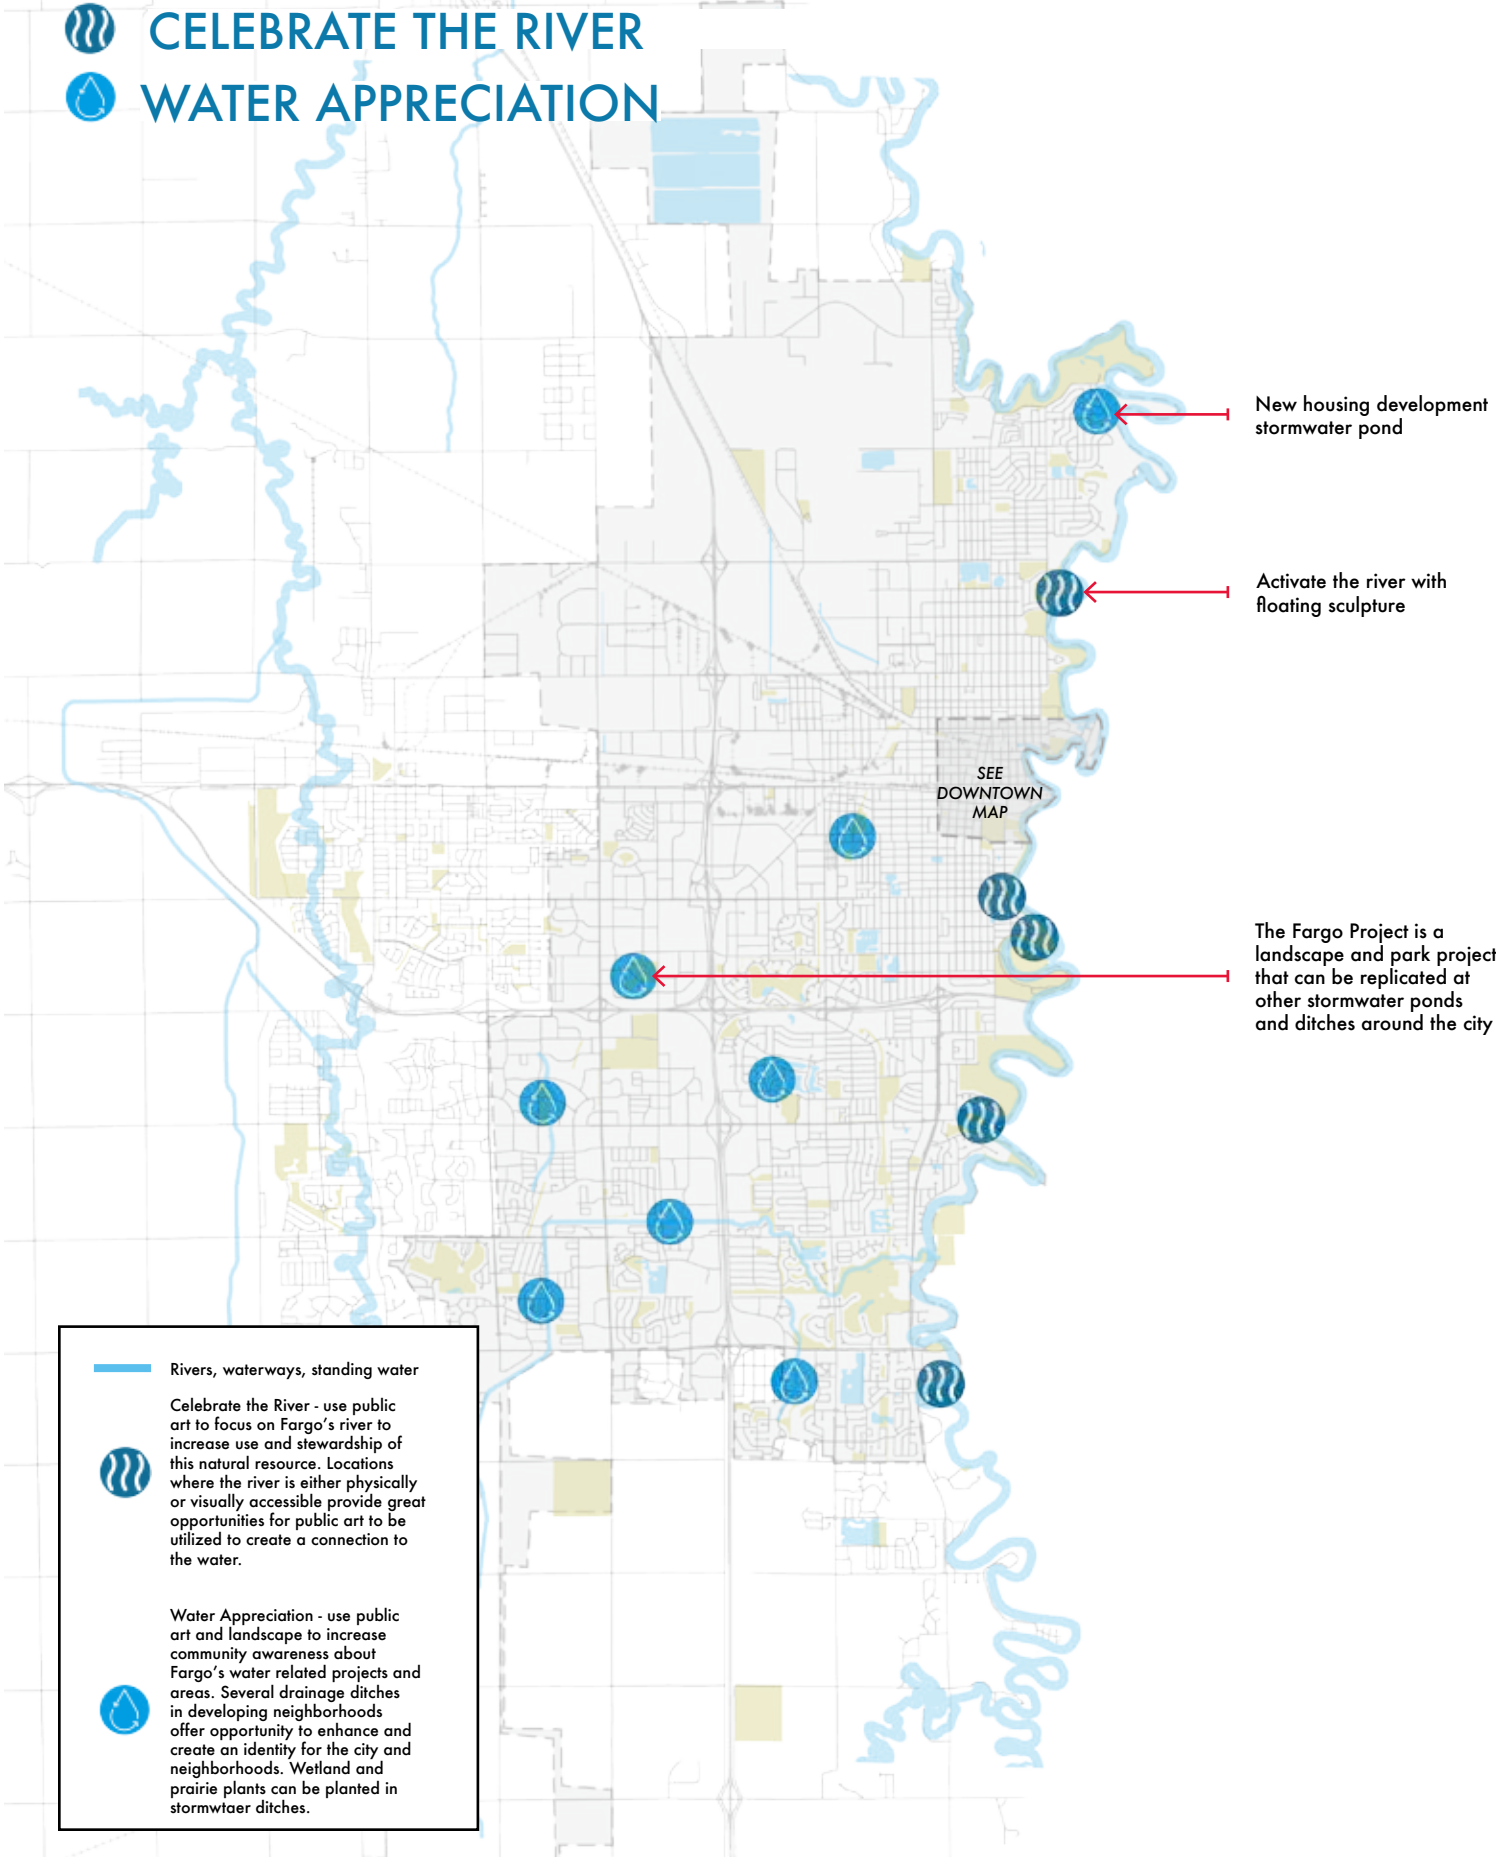 CELEBRATE THE RIVER
WATER APPRECIATION
New housing development
stormwater pond
Activate the river with
floating sculpture
SEE
DOWNTOWN
MAP
The Fargo Project is a
landscape and park project
that can be replicated at
other stormwater ponds
and ditches around the city
Rivers, waterways, standing water
Celebrate the River - use public
art to focus on Fargo's river to
increase use and stewardship of
this natural resource. Locations
where the river is either physically
or visually accessible provide great
opportunities for public art to be
utilized to create a connection to
the water.
Water Appreciation - use public
art and landscape to increase
community awareness about
Fargo's water related projects and
areas. Several drainage ditches
in developing neighborhoods
offer opportunity to enhance and
create an identity for the city and
neighborhoods. Wetland and
prairie plants can be planted in
stormwtaer ditches.